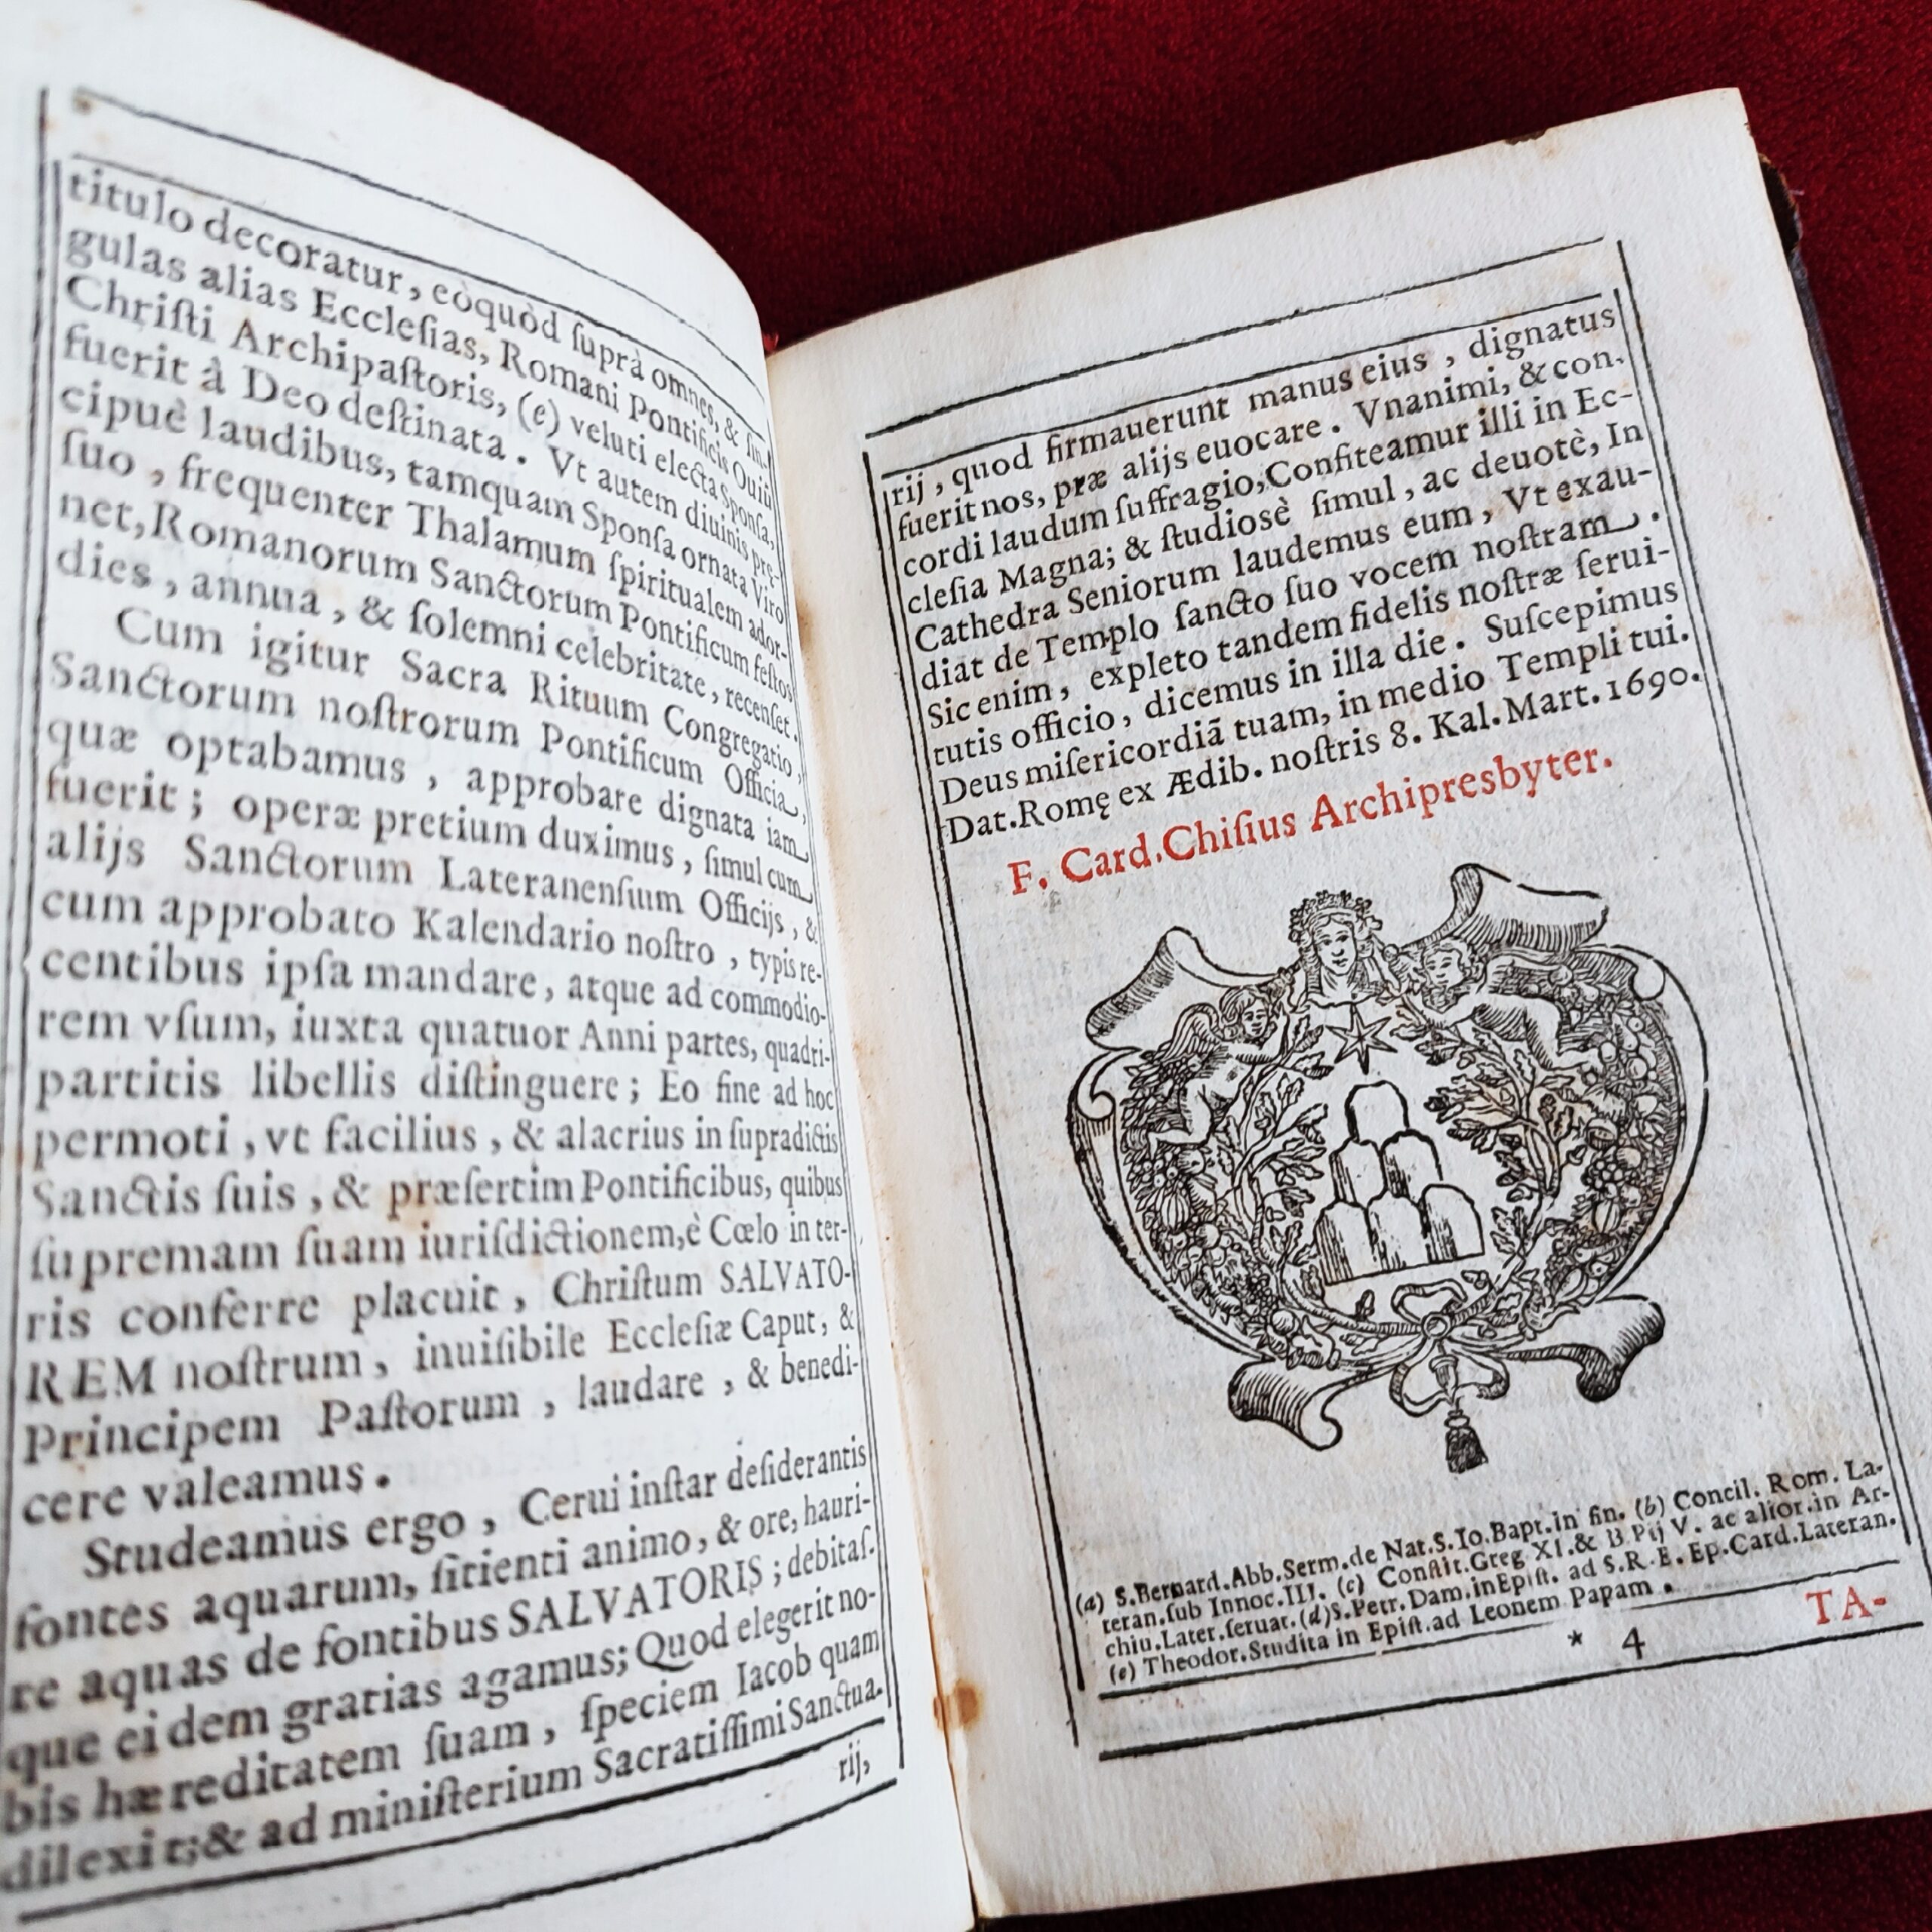 titulo decoratur, eòquòd ſuprà omnes, & ſin-
gulas alias Eccleſias, Romani Pontificis Ouiũ
Chriſti Archipaſtoris, (e) veluti electa Sponſa,
fuerit â Deo deſtinata. Vt autem diuinis prę-
cipuè laudibus, tamquam Sponſa ornata Viro
ſuo, frequenter Thalamum ſpiritualem ador-
net, Romanorum Sanctorum Pontificum feſtos
dies, annua, & ſolemni celebritate, recenſet.
Cum igitur Sacra Rituum Congregatio,
Sanctorum noſtrorum Pontificum Officia,
quæ optabamus, approbare dignata iam
fuerit; operæ pretium duximus, ſimul cum
alijs Sanctorum Lateranenſium Officijs, &
cum approbato Kalendario noſtro, typis re-
centibus ipſa mandare, atque ad commodio-
rem vſum, iuxta quatuor Anni partes, quadri-
partitis libellis diſtinguere; Eo fine ad hoc
permoti, vt facilius, & alacrius in ſupradictis
Sanctis ſuis, & præſertim Pontificibus, quibus
ſupremam ſuam iuriſdictionem, è Cœlo in ter-
ris conferre placuit, Chriſtum SALVATO-
REM noſtrum, inuiſibile Eccleſiæ Caput, &
Principem Paſtorum, laudare, & benedi-
cere valeamus.
Studeamus ergo, Cerui inſtar deſiderantis
fontes aquarum, ſitienti animo, & ore, hauri-
re aquas de fontibus SALVATORIS; debitaſ-
que eidem gratias agamus; Quod elegerit no-
bis hæreditatem ſuam, ſpeciem Iacob quam
dilexit; & ad miniſterium Sacratiſſimi Sanctua-
rij,
rij, quod firmauerunt manus eius, dignatus
fuerit nos, præ alijs euocare. Vnanimi, & con-
cordi laudum ſuffragio, Confiteamur illi in Ec-
cleſia Magna; & ſtudiosè ſimul, ac deuotè, In
Cathedra Seniorum laudemus eum, Vt exau-
diat de Templo ſancto ſuo vocem noſtram.
Sic enim, expleto tandem fidelis noſtræ ſerui-
tutis officio, dicemus in illa die. Suſcepimus
Deus miſericordiã tuam, in medio Templi tui.
Dat. Romę ex Ædib. noſtris 8. Kal. Mart. 1690.
F. Card. Chiſius Archipresbyter.
(a) S. Bernard. Abb. Serm. de Nat. S. Io. Bapt. in fin. (b) Concil. Rom. La-
teran. ſub Innoc. III. (c) Conſtit. Greg XI. & B Pij V. ac alior. in Ar-
chiu. Later. ſeruat. (d) S. Petr. Dam. in Epiſt. ad S. R. E. Ep. Card. Lateran.
(e) Theodor. Studita in Epiſt. ad Leonem Papam.
* 4
TA-